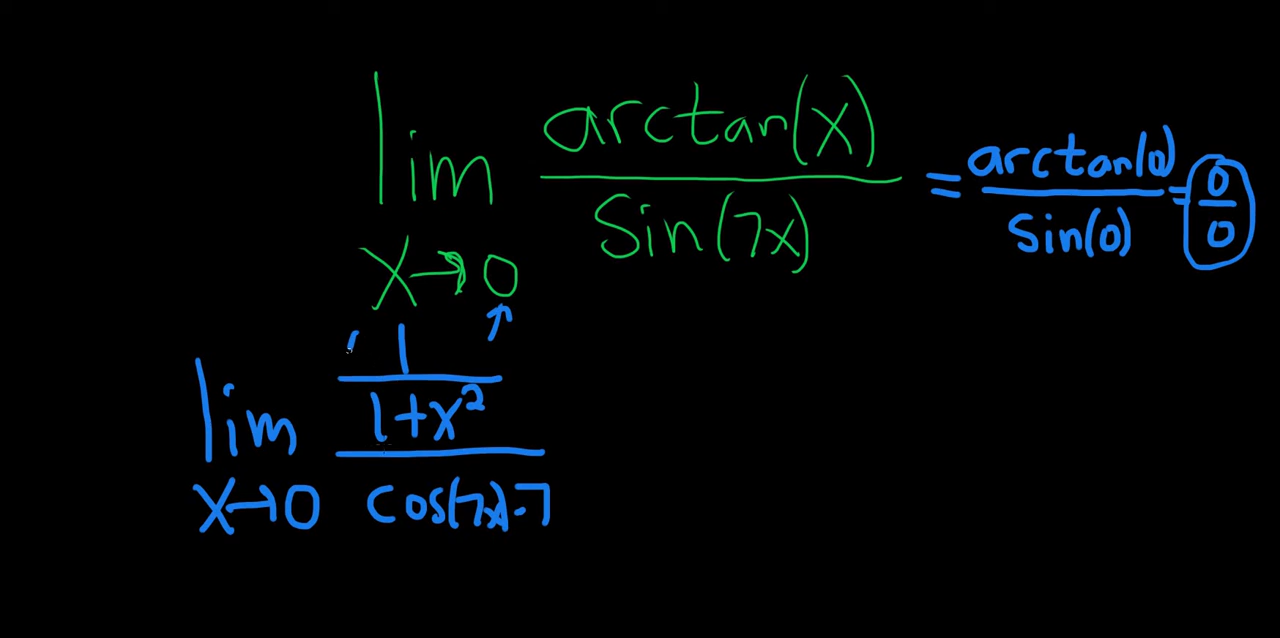 lim arctan(x)/sin(7x) = arctan(0)/sin(0) = 0/0
x→0
lim (1/(1+x²))/(cos(7x)·7)
x→0